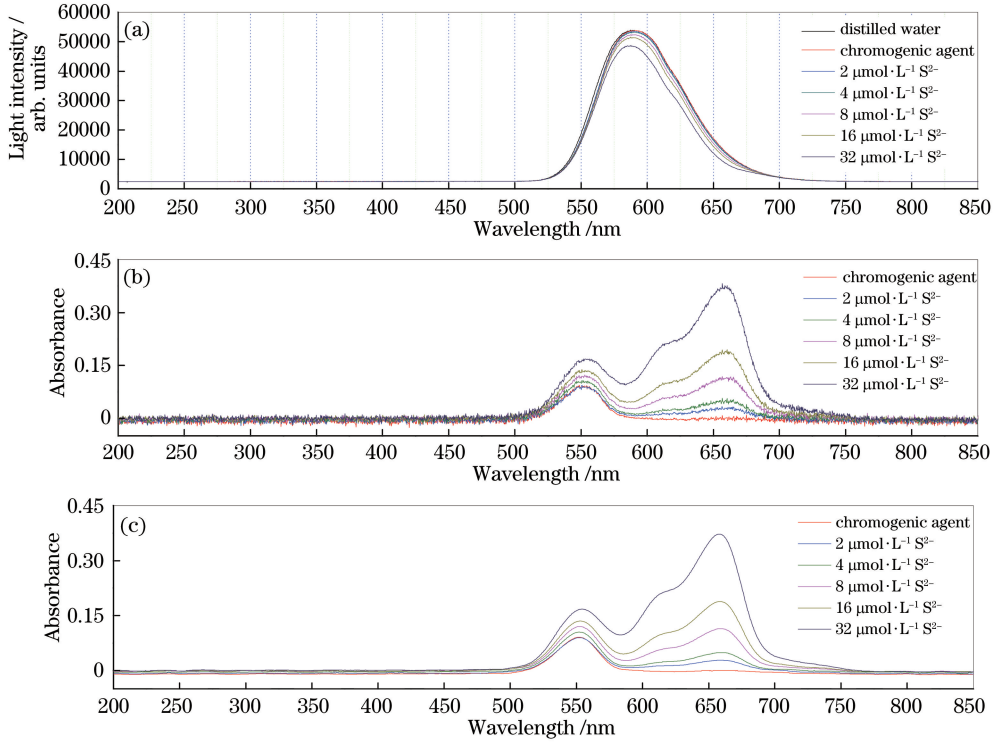 (a)
60000
50000
40000
30000
20000
10000
0
Light intensity /
arb. units
distilled water
chromogenic agent
2 μmol·L⁻¹ S²⁻
4 μmol·L⁻¹ S²⁻
8 μmol·L⁻¹ S²⁻
16 μmol·L⁻¹ S²⁻
32 μmol·L⁻¹ S²⁻
200 250 300 350 400 450 500 550 600 650 700 750 800 850
Wavelength /nm
(b)
0.45
0.30
0.15
0
Absorbance
chromogenic agent
2 μmol·L⁻¹ S²⁻
4 μmol·L⁻¹ S²⁻
8 μmol·L⁻¹ S²⁻
16 μmol·L⁻¹ S²⁻
32 μmol·L⁻¹ S²⁻
200 250 300 350 400 450 500 550 600 650 700 750 800 850
Wavelength /nm
(c)
0.45
0.30
0.15
0
Absorbance
chromogenic agent
2 μmol·L⁻¹ S²⁻
4 μmol·L⁻¹ S²⁻
8 μmol·L⁻¹ S²⁻
16 μmol·L⁻¹ S²⁻
32 μmol·L⁻¹ S²⁻
200 250 300 350 400 450 500 550 600 650 700 750 800 850
Wavelength /nm